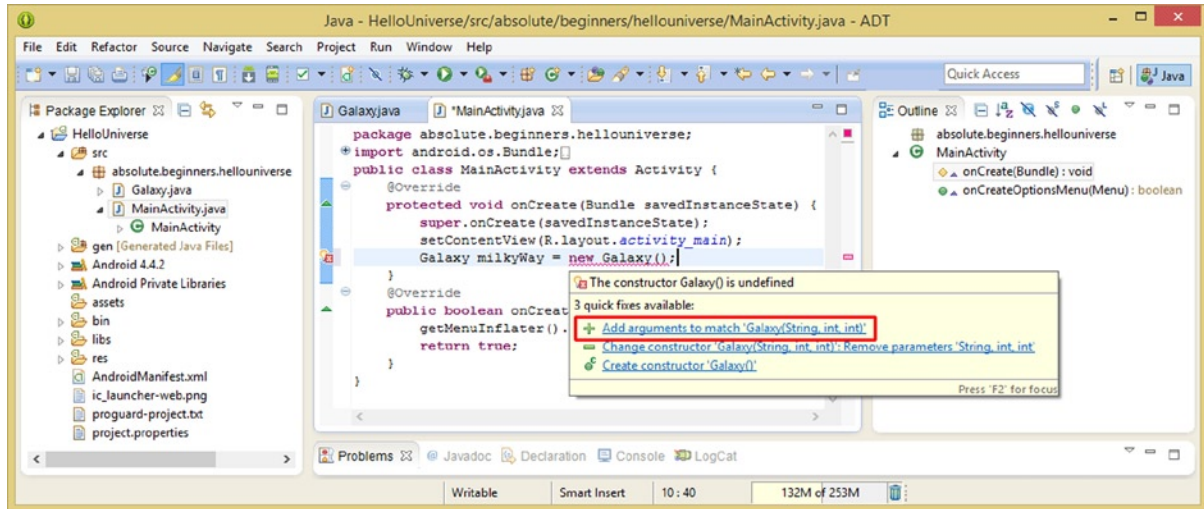 Java - HelloUniverse/src/absolute/beginners/hellouniverse/MainActivity.java - ADT
File Edit Refactor Source Navigate Search Project Run Window Help
Quick Access
Java
Package Explorer
HelloUniverse
src
absolute.beginners.hellouniverse
Galaxy.java
MainActivity.java
MainActivity
gen [Generated Java Files]
Android 4.4.2
Android Private Libraries
assets
bin
libs
res
AndroidManifest.xml
ic_launcher-web.png
proguard-project.txt
project.properties
Galaxy.java
*MainActivity.java
package absolute.beginners.hellouniverse;
import android.os.Bundle;
public class MainActivity extends Activity {
@Override
protected void onCreate(Bundle savedInstanceState) {
super.onCreate(savedInstanceState);
setContentView(R.layout.activity_main);
Galaxy milkyWay = new Galaxy();
}
@Override
public boolean onCreat
getMenuInflater().
return true;
}
}
The constructor Galaxy() is undefined
3 quick fixes available:
Add arguments to match 'Galaxy(String, int, int)'
Change constructor 'Galaxy(String, int, int)': Remove parameters 'String, int, int'
Create constructor 'Galaxy()'
Press 'F2' for focus
Outline
absolute.beginners.hellouniverse
MainActivity
onCreate(Bundle) : void
onCreateOptionsMenu(Menu) : boolean
Problems @ Javadoc Declaration Console LogCat
Writable Smart Insert 10 : 40 132M of 253M